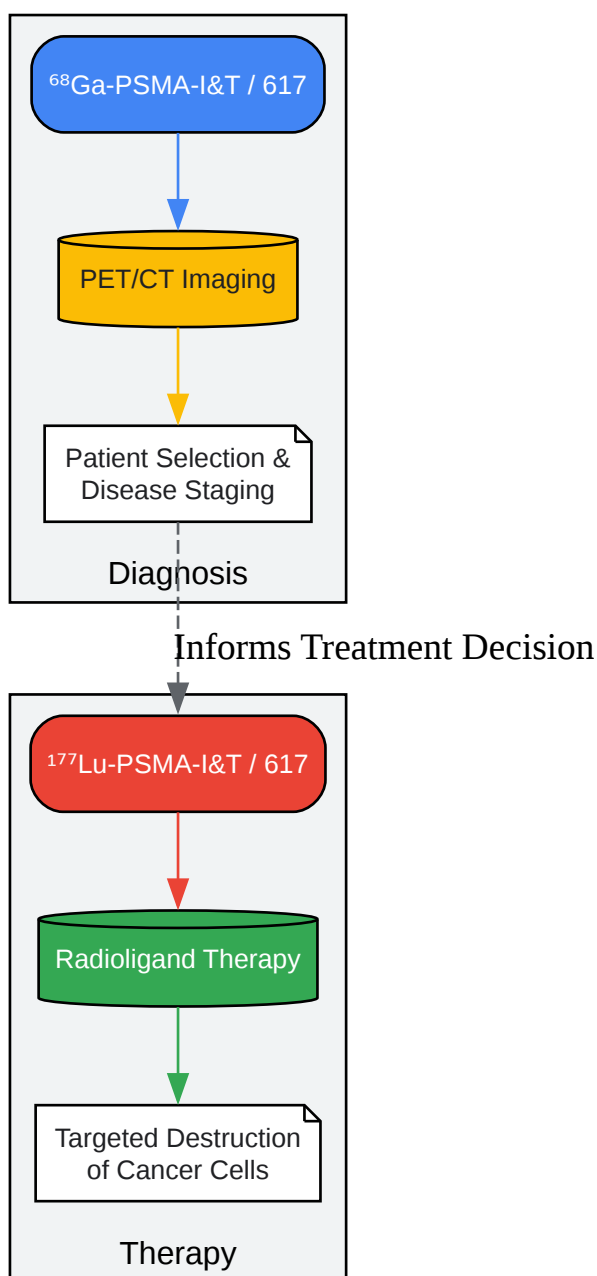 ⁶⁸Ga-PSMA-I&T / 617
PET/CT Imaging
Patient Selection &
Disease Staging
Diagnosis
Informs Treatment Decision
¹⁷⁷Lu-PSMA-I&T / 617
Radioligand Therapy
Targeted Destruction
of Cancer Cells
Therapy